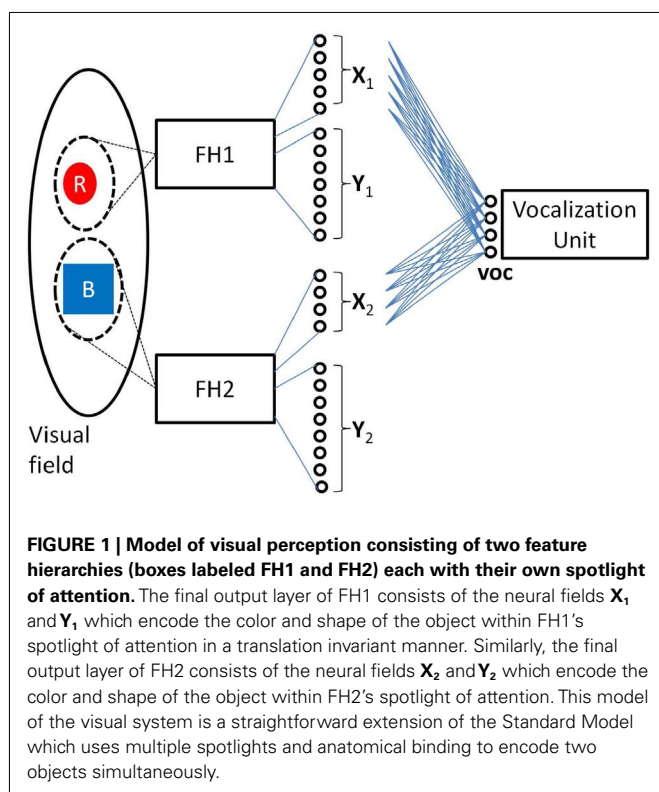 R
B
Visual
field
FH1
FH2
X1
Y1
X2
Y2
voc
Vocalization
Unit
FIGURE 1 | Model of visual perception consisting of two feature
hierarchies (boxes labeled FH1 and FH2) each with their own spotlight
of attention. The final output layer of FH1 consists of the neural fields X1
and Y1 which encode the color and shape of the object within FH1's
spotlight of attention in a translation invariant manner. Similarly, the final
output layer of FH2 consists of the neural fields X2 and Y2 which encode the
color and shape of the object within FH2's spotlight of attention. This model
of the visual system is a straightforward extension of the Standard Model
which uses multiple spotlights and anatomical binding to encode two
objects simultaneously.